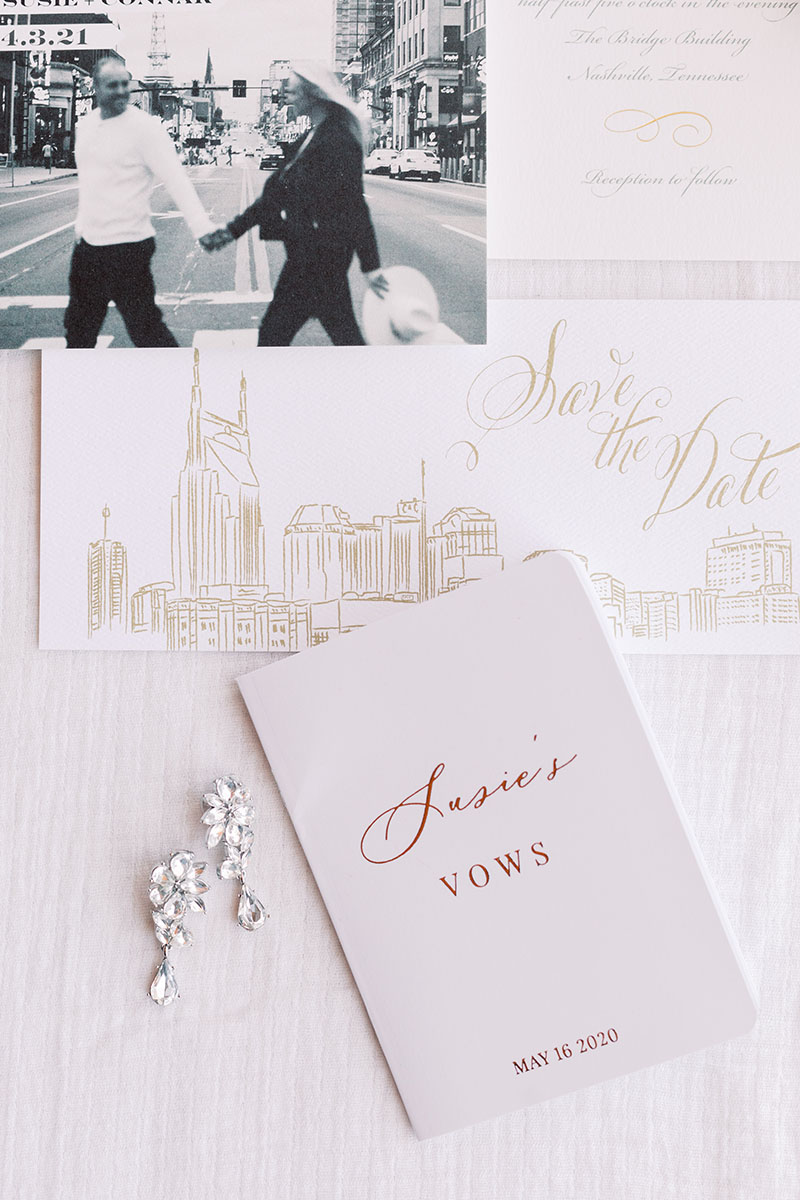 SUSIE + CONNAR
4.3.21
half past five o'clock in the evening
The Bridge Building
Nashville, Tennessee
Reception to follow
Save
the
Date
Susie's
VOWS
MAY 16 2020